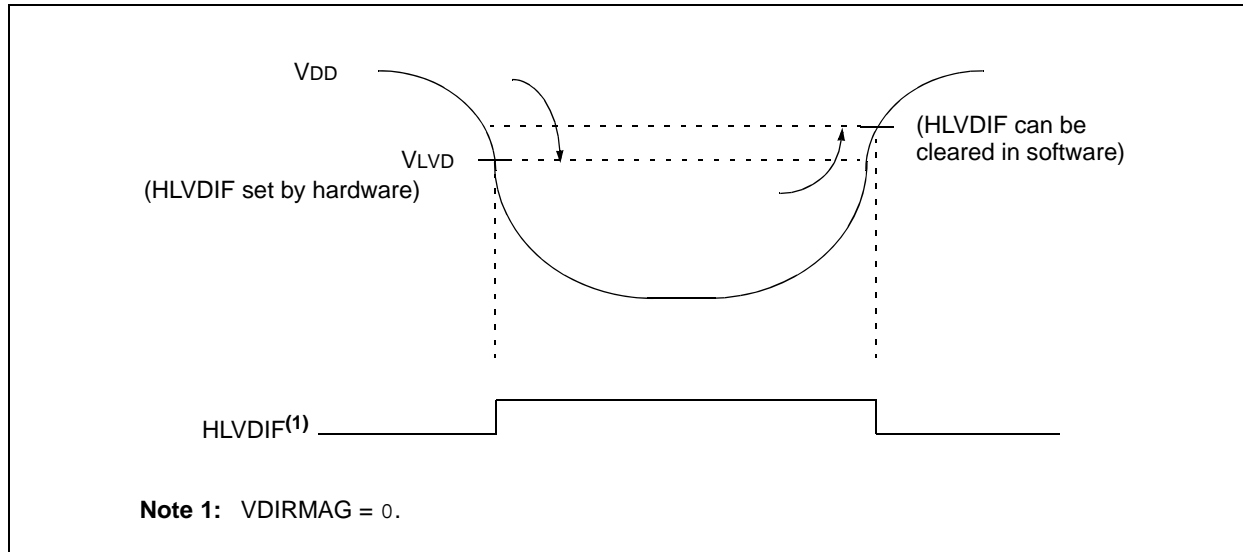 VDD
(HLVDIF can be
cleared in software)
VLVD
(HLVDIF set by hardware)
HLVDIF(1)
Note 1: VDIRMAG = 0.